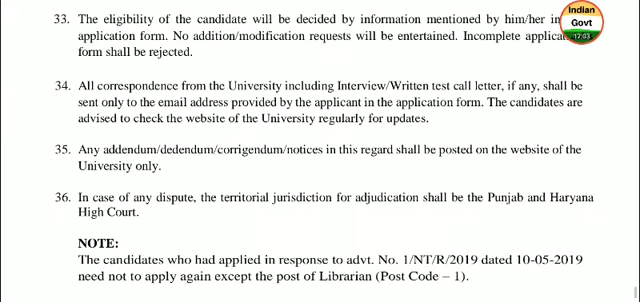 33. The eligibility of the candidate will be decided by information mentioned by him/her in
application form. No addition/modification requests will be entertained. Incomplete
form shall be rejected.
Indian
Govt
17:03
34. All correspondence from the University including Interview/Written test call letter, if any, shall be
sent only to the email address provided by the applicant in the application form. The candidates are
advised to check the website of the University regularly for updates.
35. Any addendum/dedendum/corrigendum/notices in this regard shall be posted on the website of the
University only.
36. In case of any dispute, the territorial jurisdiction for adjudication shall be the Punjab and Haryana
High Court.
NOTE:
The candidates who had applied in response to advt. No. 1/NT/R/2019 dated 10-05-2019
need not to apply again except the post of Librarian (Post Code – 1).